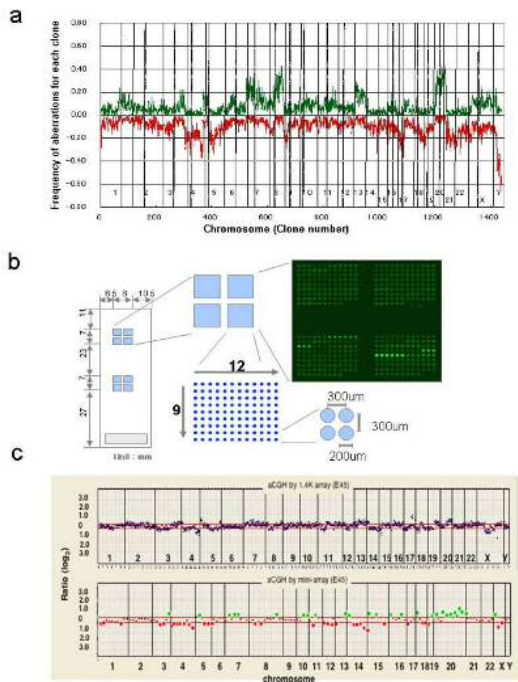 a
Frequency of aberrations for each clone
0.80
0.60
0.40
0.20
0.00
-0.20
-0.40
-0.60
-0.80
1 2 3 4 5 6 7 8 9 10 11 12 13 14 15 16 17 18 19 20 21 22 X Y
0 200 400 600 800 1000 1200 1400
Chromosome (Clone number)
b
6.5 8 10.5
11
7
23
7
27
Unit : mm
12
9
300um
300um
200um
c
aCGH by 1.4K array (E45)
3.0
2.0
1.0
0
1.0
2.0
3.0
1 2 3 4 5 6 7 8 9 10 11 12 13 14 15 16 17 18 19 20 21 22 X Y
Ratio (log2)
aCGH by mini-array (E45)
3.0
2.0
1.0
0
1.0
2.0
3.0
1 2 3 4 5 6 7 8 9 10 11 12 13 14 15 16 17 18 19 20 21 22 X Y
chromosome